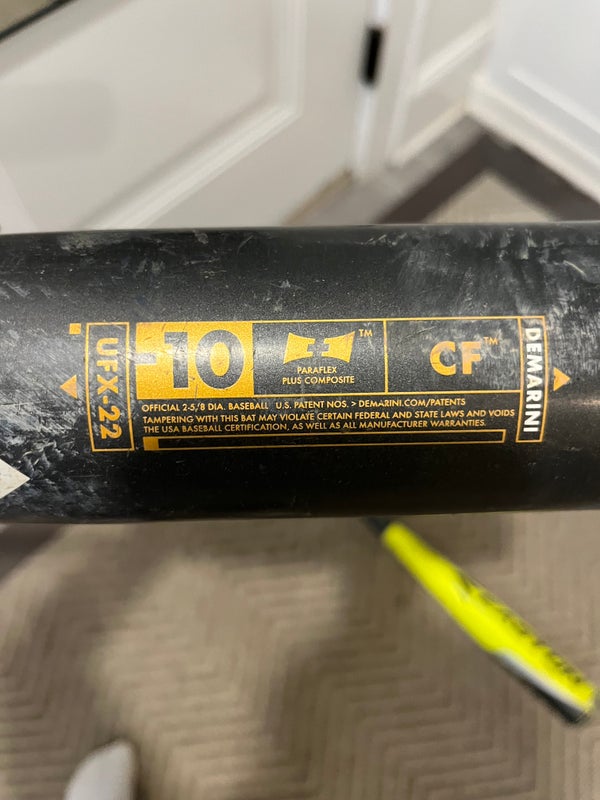 UFX-22
-10
PARAFLEX
PLUS COMPOSITE
TM
CF™
DEMARINI
OFFICIAL 2-5/8 DIA. BASEBALL U.S. PATENT NOS. > DEMARINI.COM/PATENTS
TAMPERING WITH THIS BAT MAY VIOLATE CERTAIN FEDERAL AND STATE LAWS AND VOIDS
THE USA BASEBALL CERTIFICATION, AS WELL AS ALL MANUFACTURER WARRANTIES.